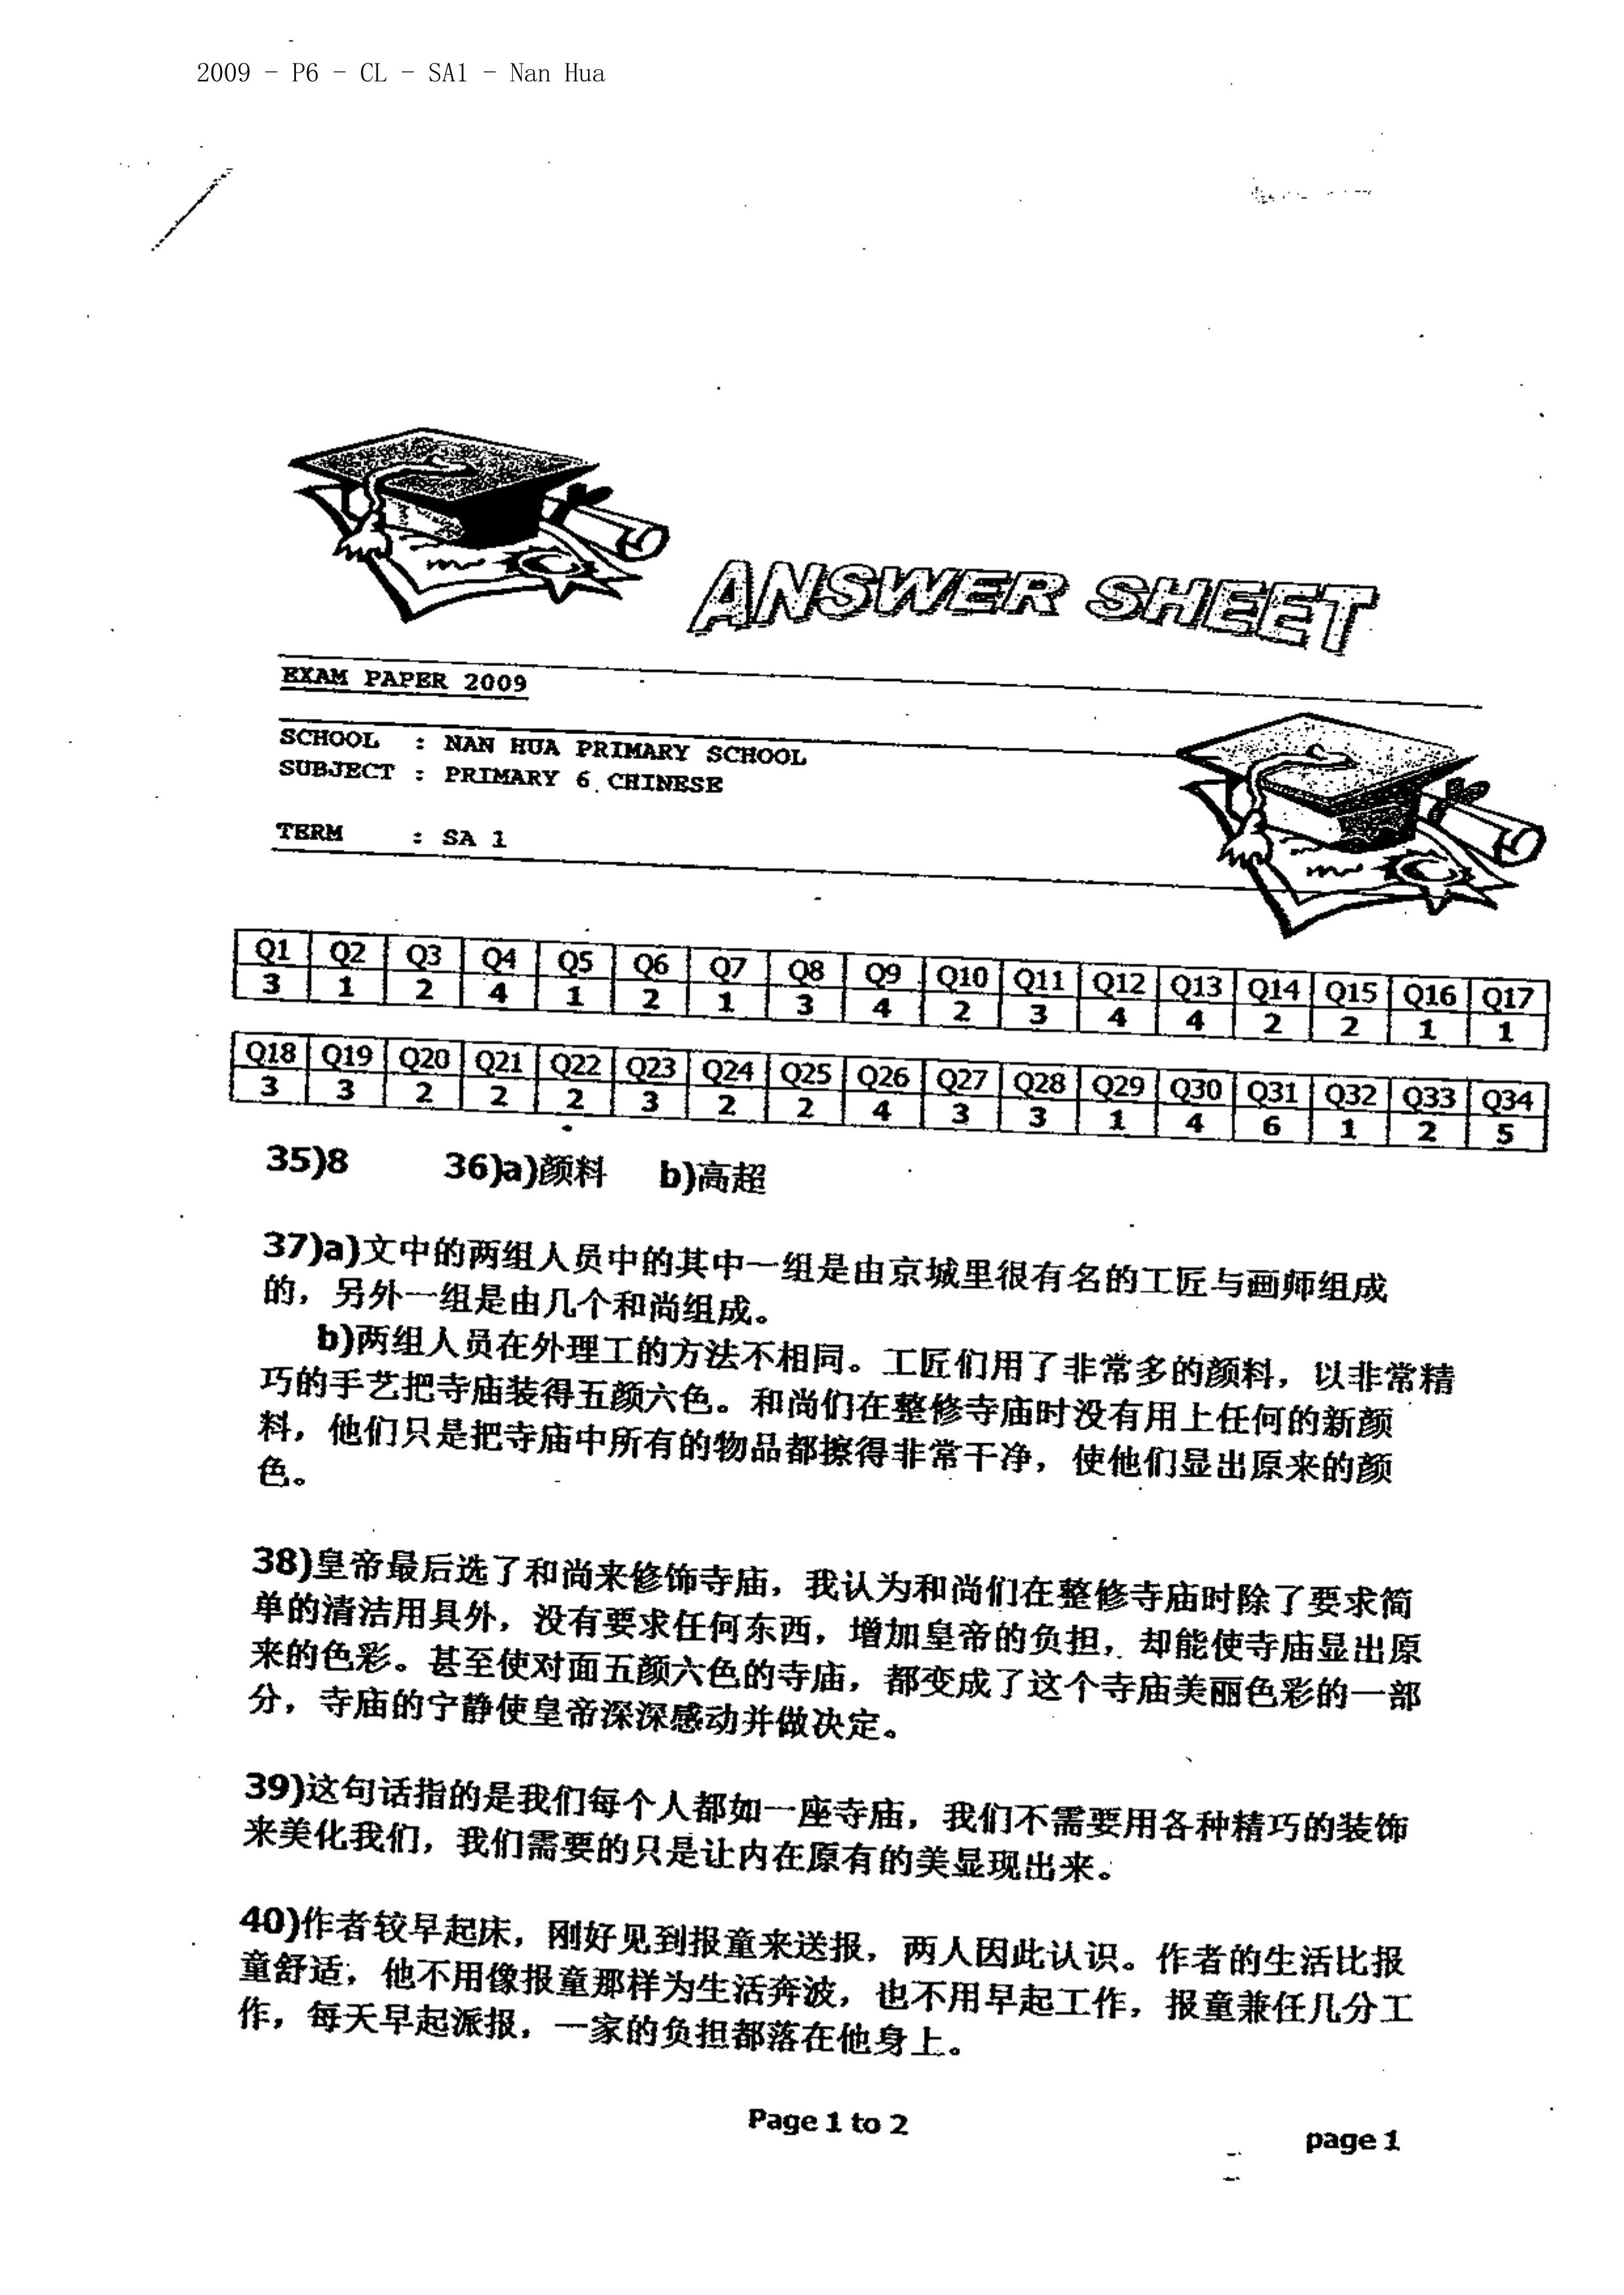 2009 - P6 - CL - SA1 - Nan Hua
ANSWER SHEET
EXAM PAPER 2009
SCHOOL : NAN HUA PRIMARY SCHOOL
SUBJECT : PRIMARY 6 CHINESE
TERM : SA 1
Q1 Q2 Q3 Q4 Q5 Q6 Q7 Q8 Q9 Q10 Q11 Q12 Q13 Q14 Q15 Q16 Q17
3 1 2 4 1 2 1 3 4 2 3 4 4 2 2 1 1
Q18 Q19 Q20 Q21 Q22 Q23 Q24 Q25 Q26 Q27 Q28 Q29 Q30 Q31 Q32 Q33 Q34
3 3 2 2 2 3 2 2 4 3 3 1 4 6 1 2 5
35)8 36)a)颜料 b)高超
37)a)文中的两组人员中的其中一组是由京城里很有名的工匠与画师组成
的，另外一组是由几个和尚组成。
b)两组人员在外理工的方法不相同。工匠们用了非常多的颜料，以非常精
巧的手艺把寺庙装得五颜六色。和尚们在整修寺庙时没有用上任何的新颜
料，他们只是把寺庙中所有的物品都擦得非常干净，使他们显出原来的颜
色。
38)皇帝最后选了和尚来修饰寺庙，我认为和尚们在整修寺庙时除了要求简
单的清洁用具外，没有要求任何东西，增加皇帝的负担，却能使寺庙显出原
来的色彩。甚至使对面五颜六色的寺庙，都变成了这个寺庙美丽色彩的一部
分，寺庙的宁静使皇帝深深感动并做决定。
39)这句话指的是我们每个人都如一座寺庙，我们不需要用各种精巧的装饰
来美化我们，我们需要的只是让内在原有的美显现出来。
40)作者较早起床，刚好见到报童来送报，两人因此认识。作者的生活比报
童舒适，他不用像报童那样为生活奔波，也不用早起工作，报童兼任几分工
作，每天早起派报，一家的负担都落在他身上。
Page 1 to 2
page 1